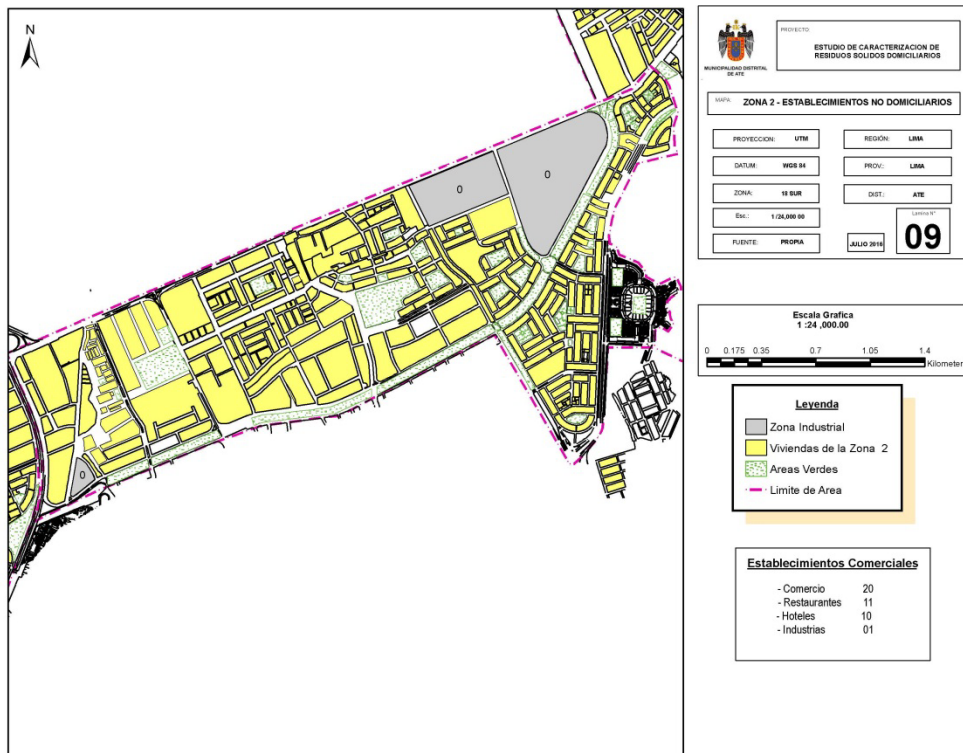 N
0
0
0
MUNICIPALIDAD DISTRITAL
DE ATE
PROYECTO:
ESTUDIO DE CARACTERIZACION DE
RESIDUOS SOLIDOS DOMICILIARIOS
MAPA: ZONA 2 - ESTABLECIMIENTOS NO DOMICILIARIOS
PROYECCION: UTM
REGIÓN: LIMA
DATUM: WGS 84
PROV.: LIMA
ZONA: 18 SUR
DIST.: ATE
Esc.: 1 /24,000 00
Lamina N°
09
FUENTE: PROPIA
JULIO 2018
Escala Grafica
1 :24 ,000.00
0 0.175 0.35 0.7 1.05 1.4
Kilometer
Leyenda
Zona Industrial
Viviendas de la Zona 2
Areas Verdes
Limite de Area
Establecimientos Comerciales
- Comercio 20
- Restaurantes 11
- Hoteles 10
- Industrias 01